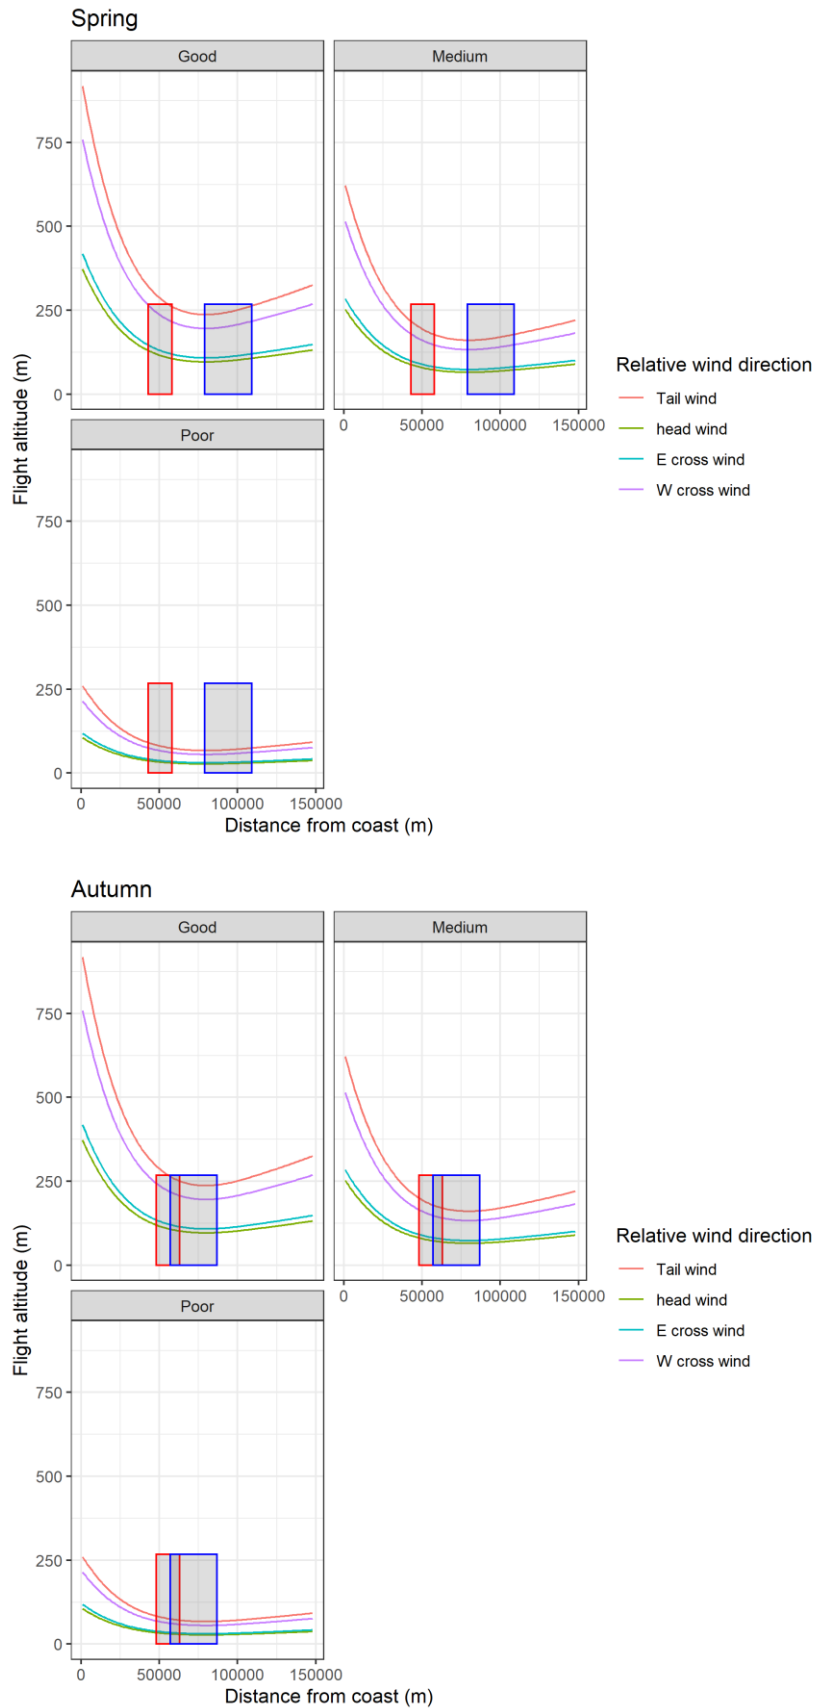 Spring
Good
Medium
750
500
250
0
0
50000
100000
150000
Poor
750
500
250
0
0
50000
100000
150000
Flight altitude (m)
Distance from coast (m)
Relative wind direction
Tail wind
head wind
E cross wind
W cross wind
Autumn
Good
Medium
750
500
250
0
0
50000
100000
150000
Poor
750
500
250
0
0
50000
100000
150000
Flight altitude (m)
Distance from coast (m)
Relative wind direction
Tail wind
head wind
E cross wind
W cross wind